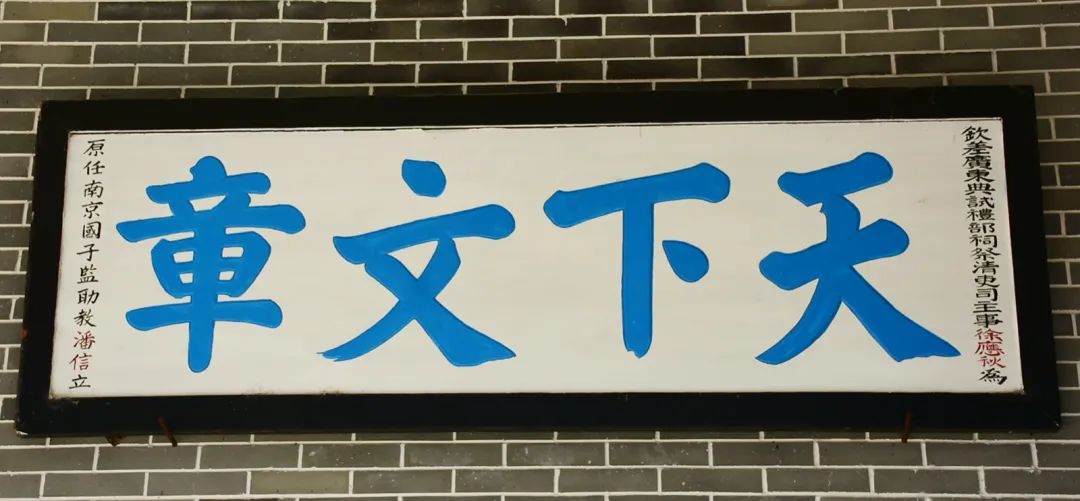 欽差廣東典試禮部祠祭清吏司主事徐應秋為
天下文章
原任南京國子監助教潘信立